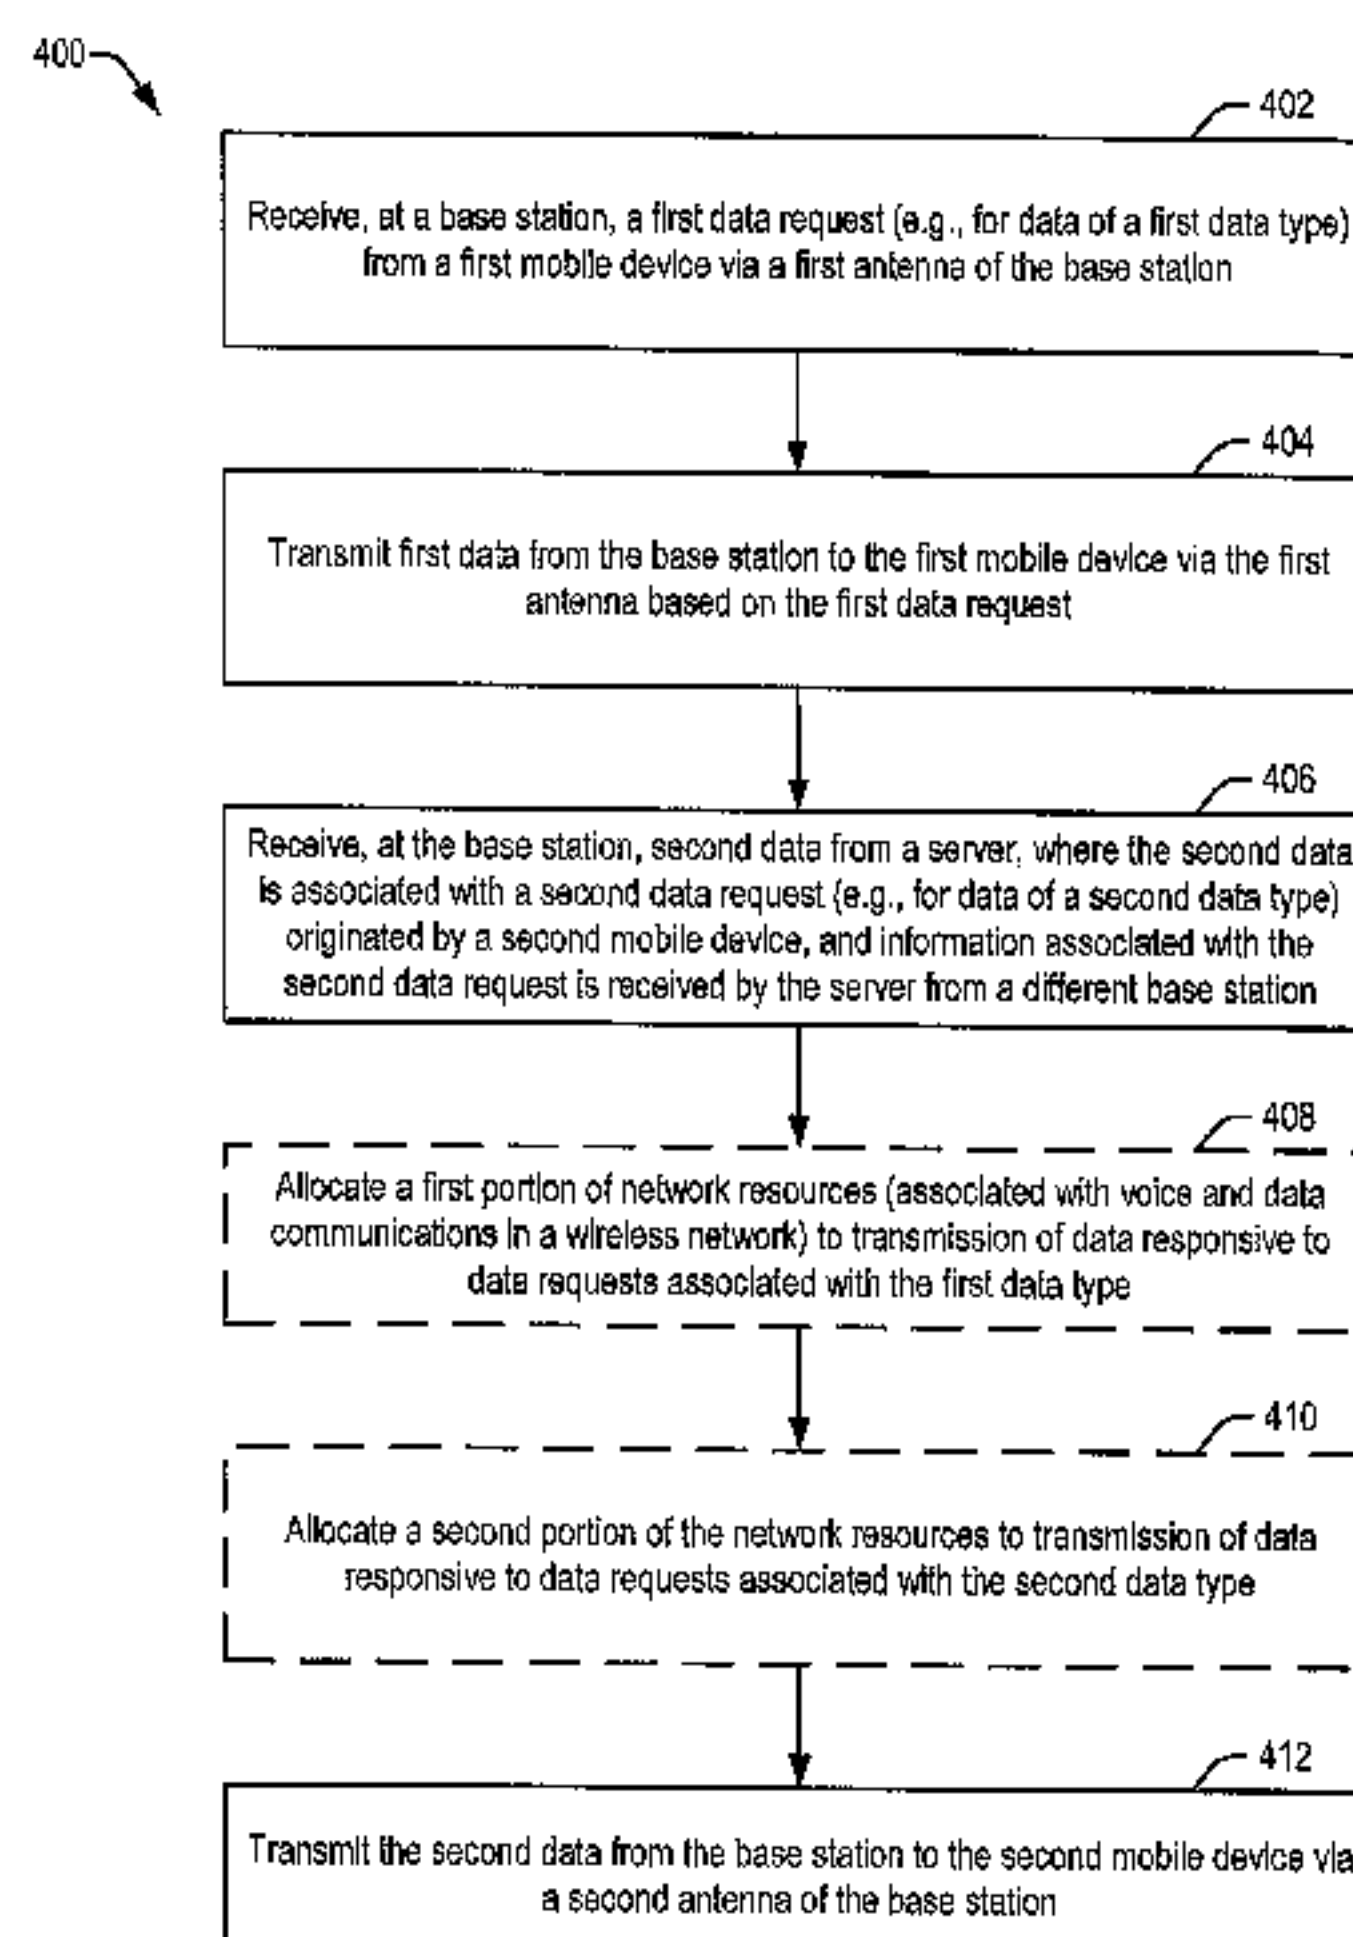 400
402
Receive, at a base station, a first data request (e.g., for data of a first data type)
from a first mobile device via a first antenna of the base station
404
Transmit first data from the base station to the first mobile device via the first
antenna based on the first data request
406
Receive, at the base station, second data from a server, where the second data
is associated with a second data request (e.g., for data of a second data type)
originated by a second mobile device, and information associated with the
second data request is received by the server from a different base station
408
Allocate a first portion of network resources (associated with voice and data
communications in a wireless network) to transmission of data responsive to
data requests associated with the first data type
410
Allocate a second portion of the network resources to transmission of data
responsive to data requests associated with the second data type
412
Transmit the second data from the base station to the second mobile device via
a second antenna of the base station